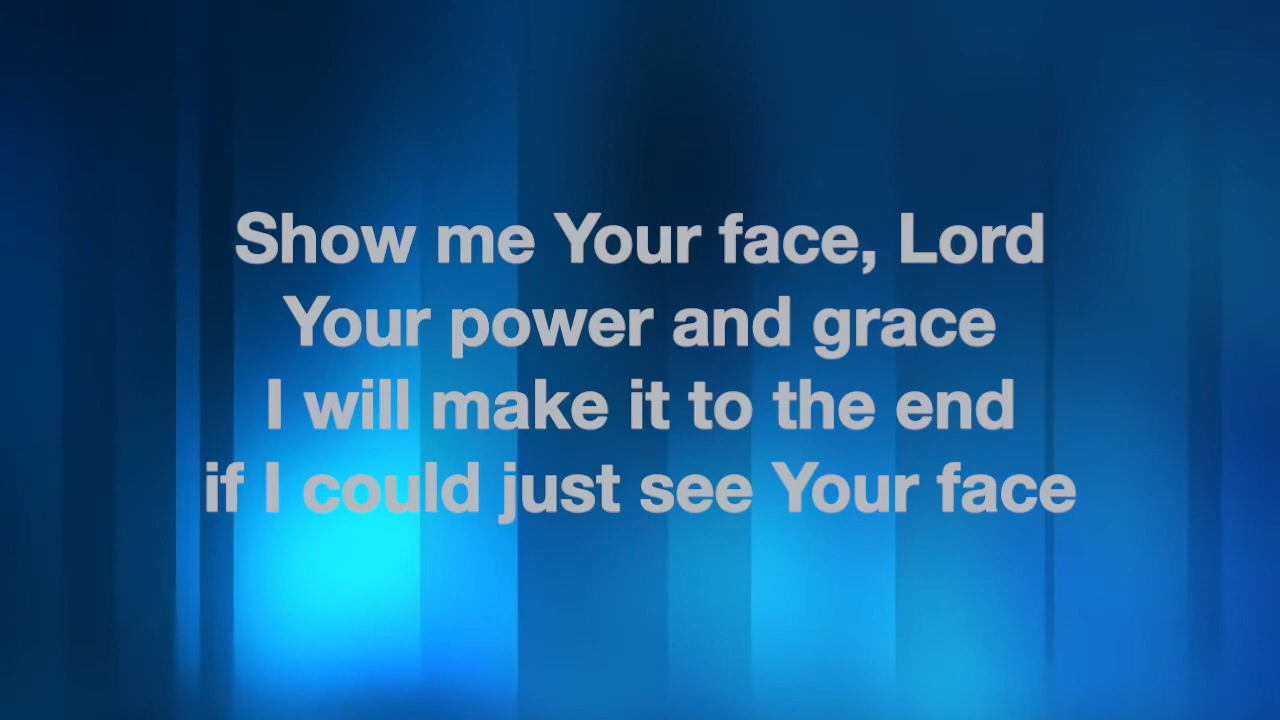 Show me Your face, Lord
Your power and grace
I will make it to the end
if I could just see Your face